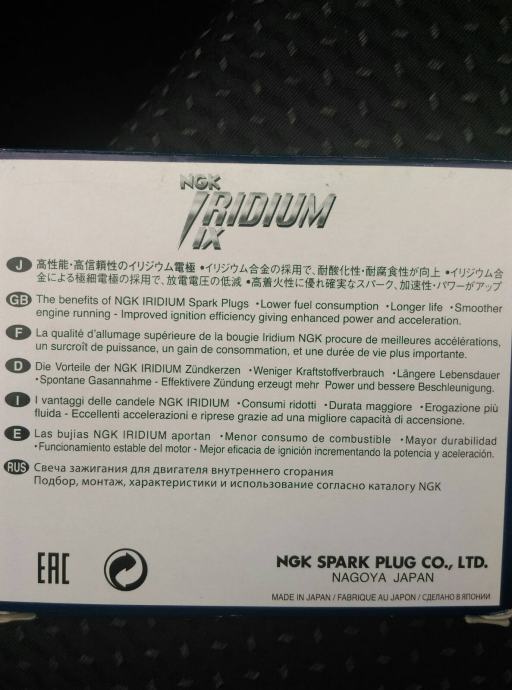 NGK
IRIDIUM
IX
J 高性能・高信頼性のイリジウム電極 •イリジウム合金の採用で、耐酸化性・耐腐食性が向上 •イリジウム合
金による極細電極の採用で、放電電圧の低減 •高着火性に優れ確実なスパーク、加速性・パワーがアップ
GB The benefits of NGK IRIDIUM Spark Plugs •Lower fuel consumption •Longer life •Smoother
engine running - Improved ignition efficiency giving enhanced power and acceleration.
F La qualité d'allumage supérieure de la bougie Iridium NGK procure de meilleures accélérations,
un surcroît de puissance, un gain de consommation, et une durée de vie plus importante.
D Die Vorteile der NGK IRIDIUM Zündkerzen •Weniger Kraftstoffverbrauch •Längere Lebensdauer
•Spontane Gasannahme - Effektivere Zündung erzeugt mehr Power und bessere Beschleunigung.
I I vantaggi delle candele NGK IRIDIUM •Consumi ridotti •Durata maggiore •Erogazione più
fluida - Eccellenti accelerazioni e riprese grazie ad una migliore capacità di accensione.
E Las bujias NGK IRIDIUM aportan •Menor consumo de combustible •Mayor durabilidad
•Funcionamiento estable del motor - Mejor eficacia de ignición incrementando la potencia y aceleración.
RUS Свеча зажигания для двигателя внутреннего сгорания
Подбор, монтаж, характеристики и использование согласно каталогу NGK
EAC
NGK SPARK PLUG CO., LTD.
NAGOYA JAPAN
MADE IN JAPAN / FABRIQUE AU JAPON / СДЕЛАНО В ЯПОНИИ